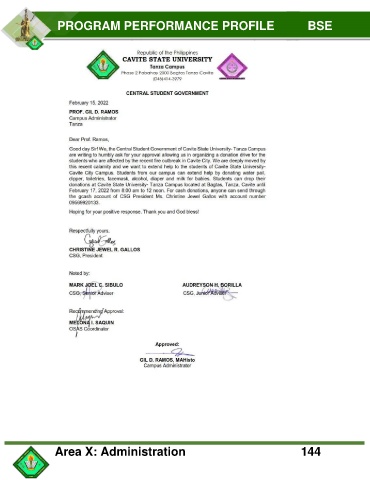 PROGRAM PERFORMANCE PROFILE BSE
Republic of the Philippines
CAVITE STATE UNIVERSITY
Tanza Campus
CENTRAL STUDENT GOVERNMENT
February 15, 2022
PROF. GIL D. RAMOS
Campus Administrator
Tanza
Dear Prof. Ramos,
Good day Sir! We, the Central Student Government of Cavite State University- Tanza Campus
are writing to humbly ask for your approval allowing us in organizing a donation drive for the
students who are affected by the recent fire outbreak in Cavite City. We are deeply moved by
this recent calamity and we want to extend help to the students of Cavite State University-
Cavite City Campus. Students from our campus can extend help by donating water pail,
dipper, toiletries, facemask, alcohol, diaper and milk for babies. Students can drop their
donations at Cavite State University- Tanza Campus located at Bagtas, Tanza, Cavite until
February 17, 2022 from 8:00 am to 12 noon. For cash donations, anyone can send through
the gcash account of CSG President Ms. Christine Jewel Gallos with account number
Hoping for your positive response. Thank you and God bless!
Respectfully yours,
CHRISTINE JEWEL R. GALLOS
CSG, President
Noted by:
MARK JOEL C. SIBULO AUDREYSON H. BORILLA
CSG, Senior Adviser CSG, Junior Adviser
Recommending Approval:
MELONA I. SAQUIN
OSAS Coordinator
Approved:
GIL D. RAMOS, MAHisto
Campus Administrator
Area X: Administration 144